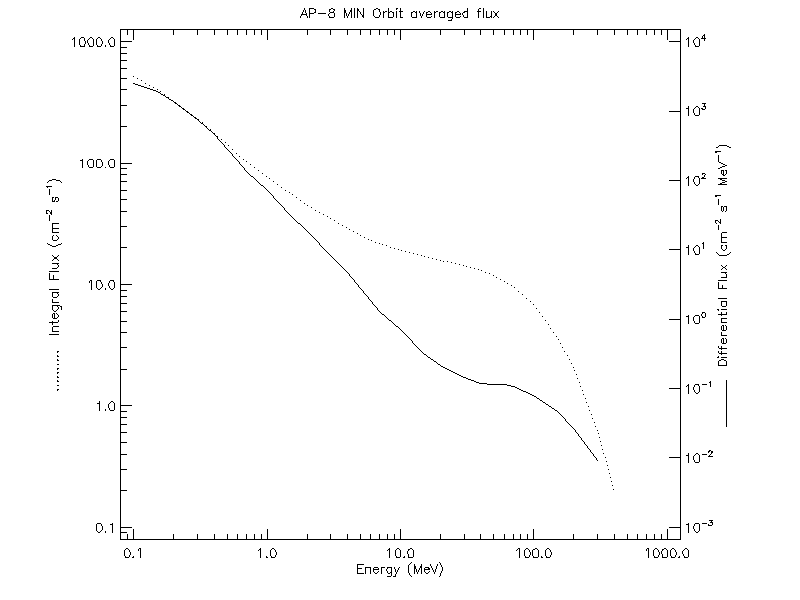 AP-8 MIN Orbit averaged flux
1000.0
100.0
10.0
1.0
0.1
Integral Flux (cm⁻² s⁻¹)
10⁴
10³
10²
10¹
10⁰
10⁻¹
10⁻²
10⁻³
Differential Flux (cm⁻² s⁻¹ MeV⁻¹)
0.1 1.0 10.0 100.0 1000.0
Energy (MeV)